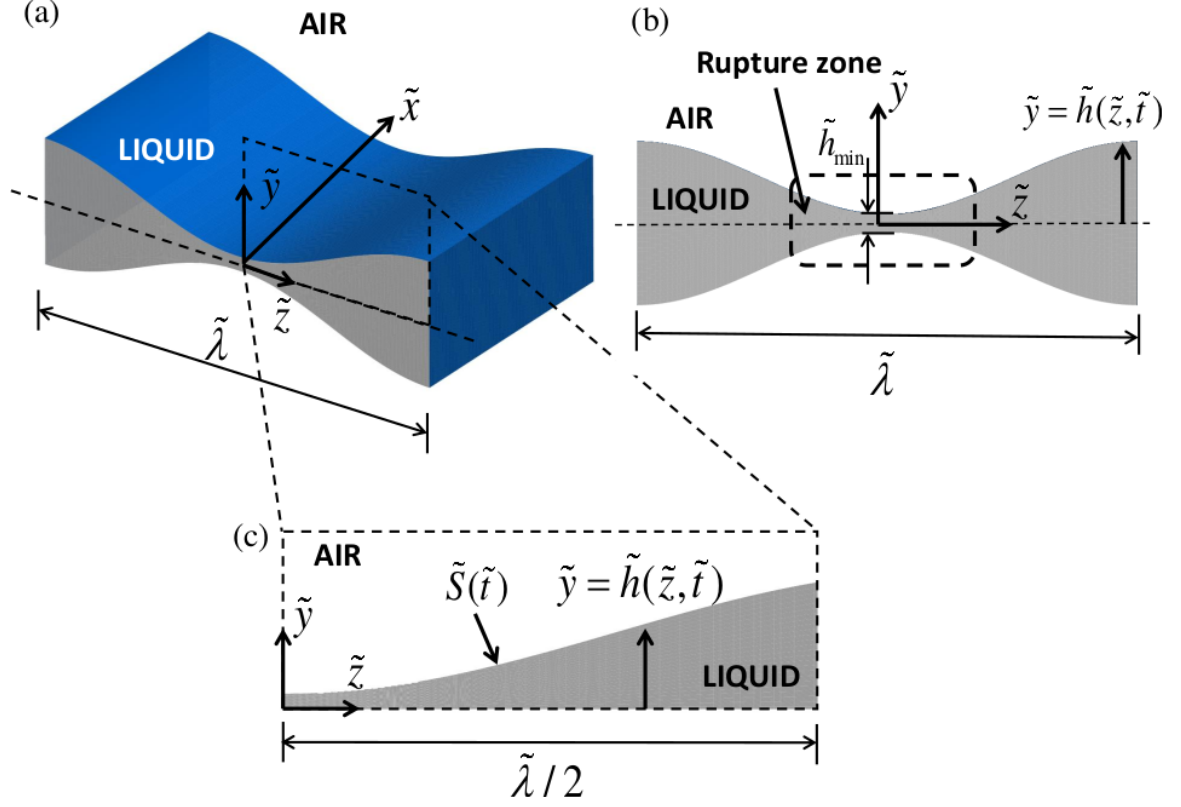 (a)
AIR
x̃
LIQUID
ỹ
z̃
λ̃
(b)
Rupture zone
ỹ
ỹ = h̃(z̃,t̃)
AIR
h̃min
LIQUID
z̃
λ̃
(c)
AIR
S̃(t̃)
ỹ = h̃(z̃,t̃)
ỹ
z̃
LIQUID
λ̃ / 2